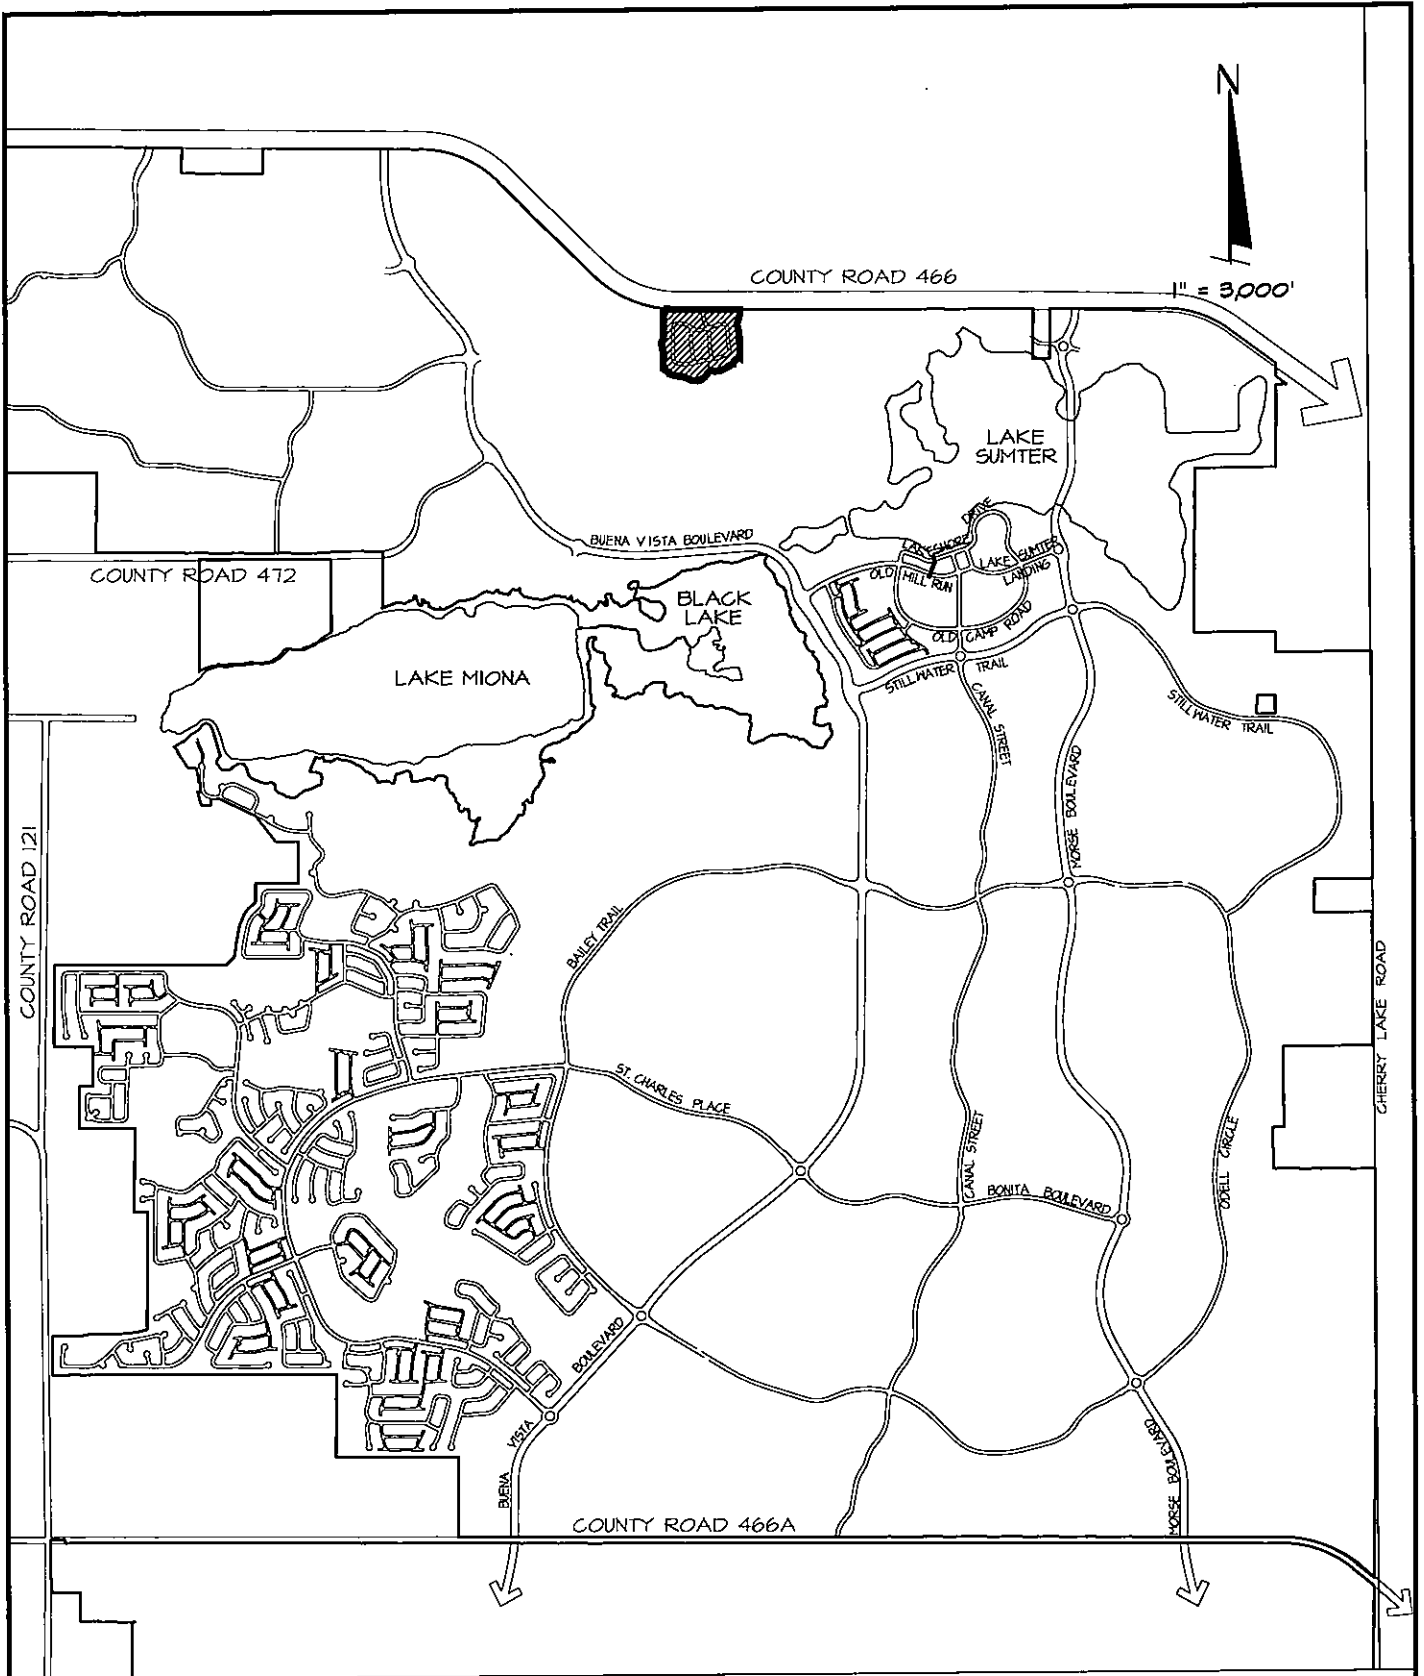 N
COUNTY ROAD 466
1" = 3,000'
LAKE
SUMTER
DRIVE
LAKESHORE
BUENA VISTA BOULEVARD
LAKE SUMTER
LANDING
OLD MILL RUN
COUNTY ROAD 472
BLACK
LAKE
OLD CAMP ROAD
LAKE MIONA
STILLWATER TRAIL
CANAL STREET
STILLWATER TRAIL
MORSE BOULEVARD
COUNTY ROAD 121
BAILEY TRAIL
CHERRY LAKE ROAD
ST. CHARLES PLACE
CANAL STREET
ODELL CIRCLE
BONITA BOULEVARD
BUENA VISTA BOULEVARD
MORSE BOULEVARD
COUNTY ROAD 466A